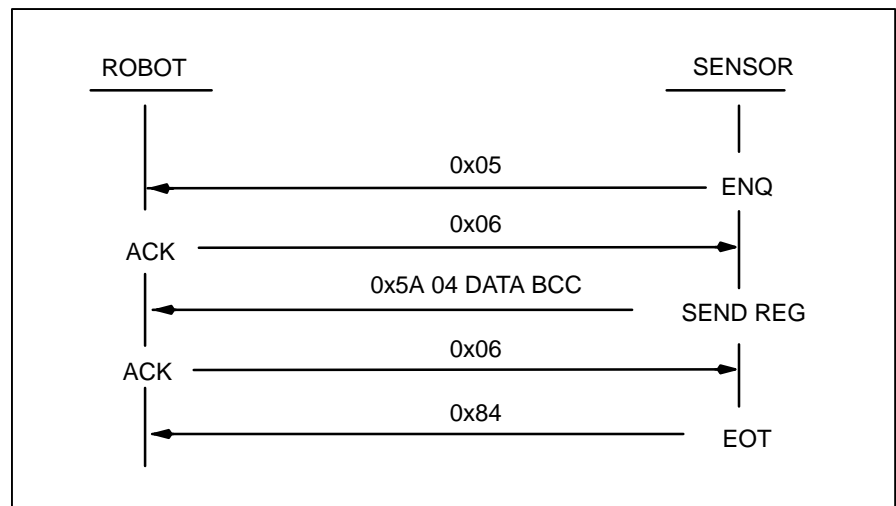 ROBOT SENSOR
0x05
ENQ
0x06
ACK
0x5A 04 DATA BCC
SEND REG
0x06
ACK
0x84
EOT